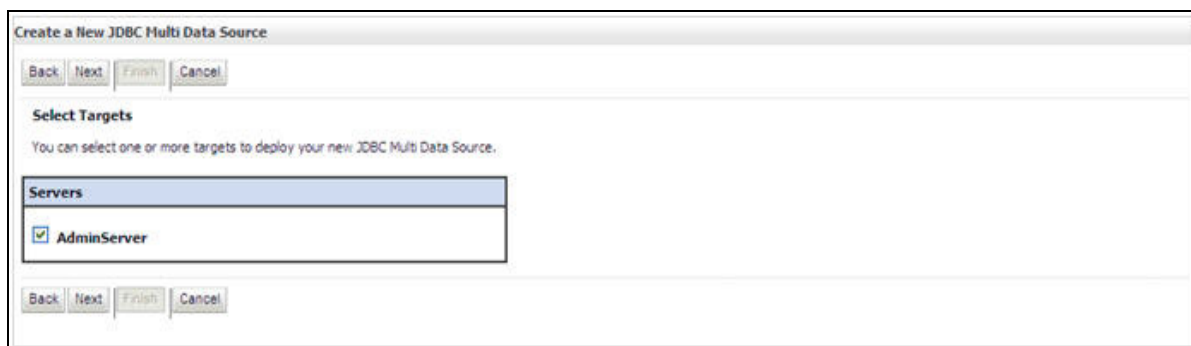 Create a New JDBC Multi Data Source
Back Next Finish Cancel
Select Targets
You can select one or more targets to deploy your new JDBC Multi Data Source.
Servers
AdminServer
Back Next Finish Cancel